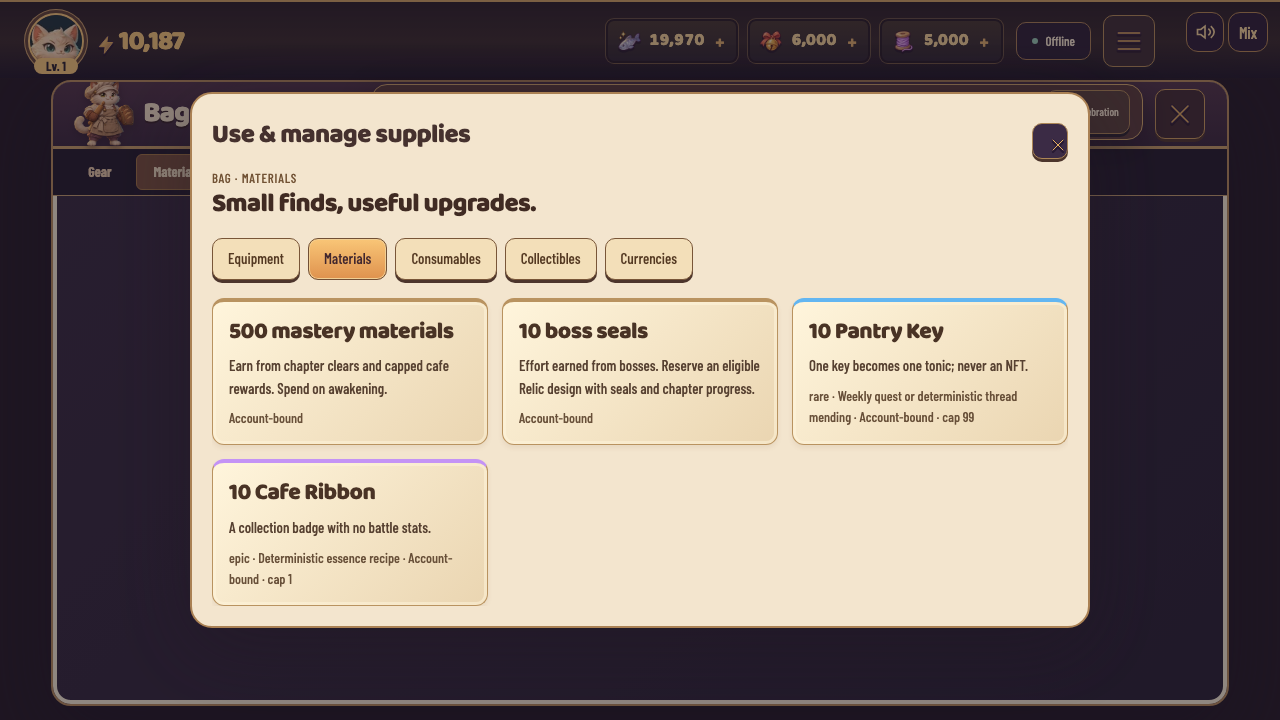 10,187
Lv. 1
19,970 +
6,000 +
5,000 +
Offline
Mix
Bag
Gear
Use & manage supplies
BAG · MATERIALS
Small finds, useful upgrades.
Equipment
Materials
Consumables
Collectibles
Currencies
500 mastery materials
Earn from chapter clears and capped cafe
rewards. Spend on awakening.
Account-bound
10 boss seals
Effort earned from bosses. Reserve an eligible
Relic design with seals and chapter progress.
Account-bound
10 Pantry Key
One key becomes one tonic; never an NFT.
rare · Weekly quest or deterministic thread
mending · Account-bound · cap 99
10 Cafe Ribbon
A collection badge with no battle stats.
epic · Deterministic essence recipe · Account-
bound · cap 1